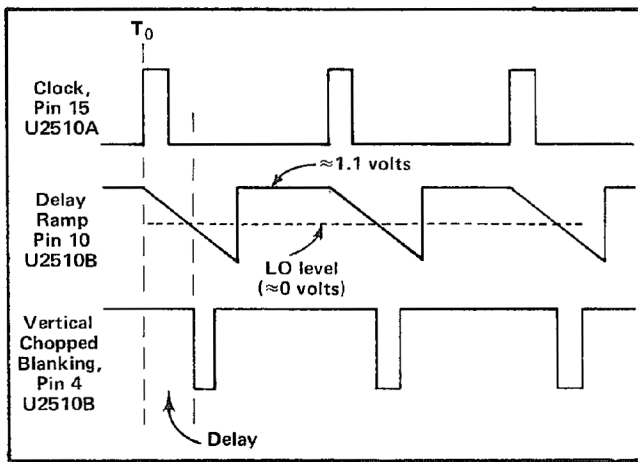 T0
Clock,
Pin 15
U2510A
≈1.1 volts
Delay
Ramp
Pin 10
U2510B
LO level
(≈0 volts)
Vertical
Chopped
Blanking,
Pin 4
U2510B
Delay